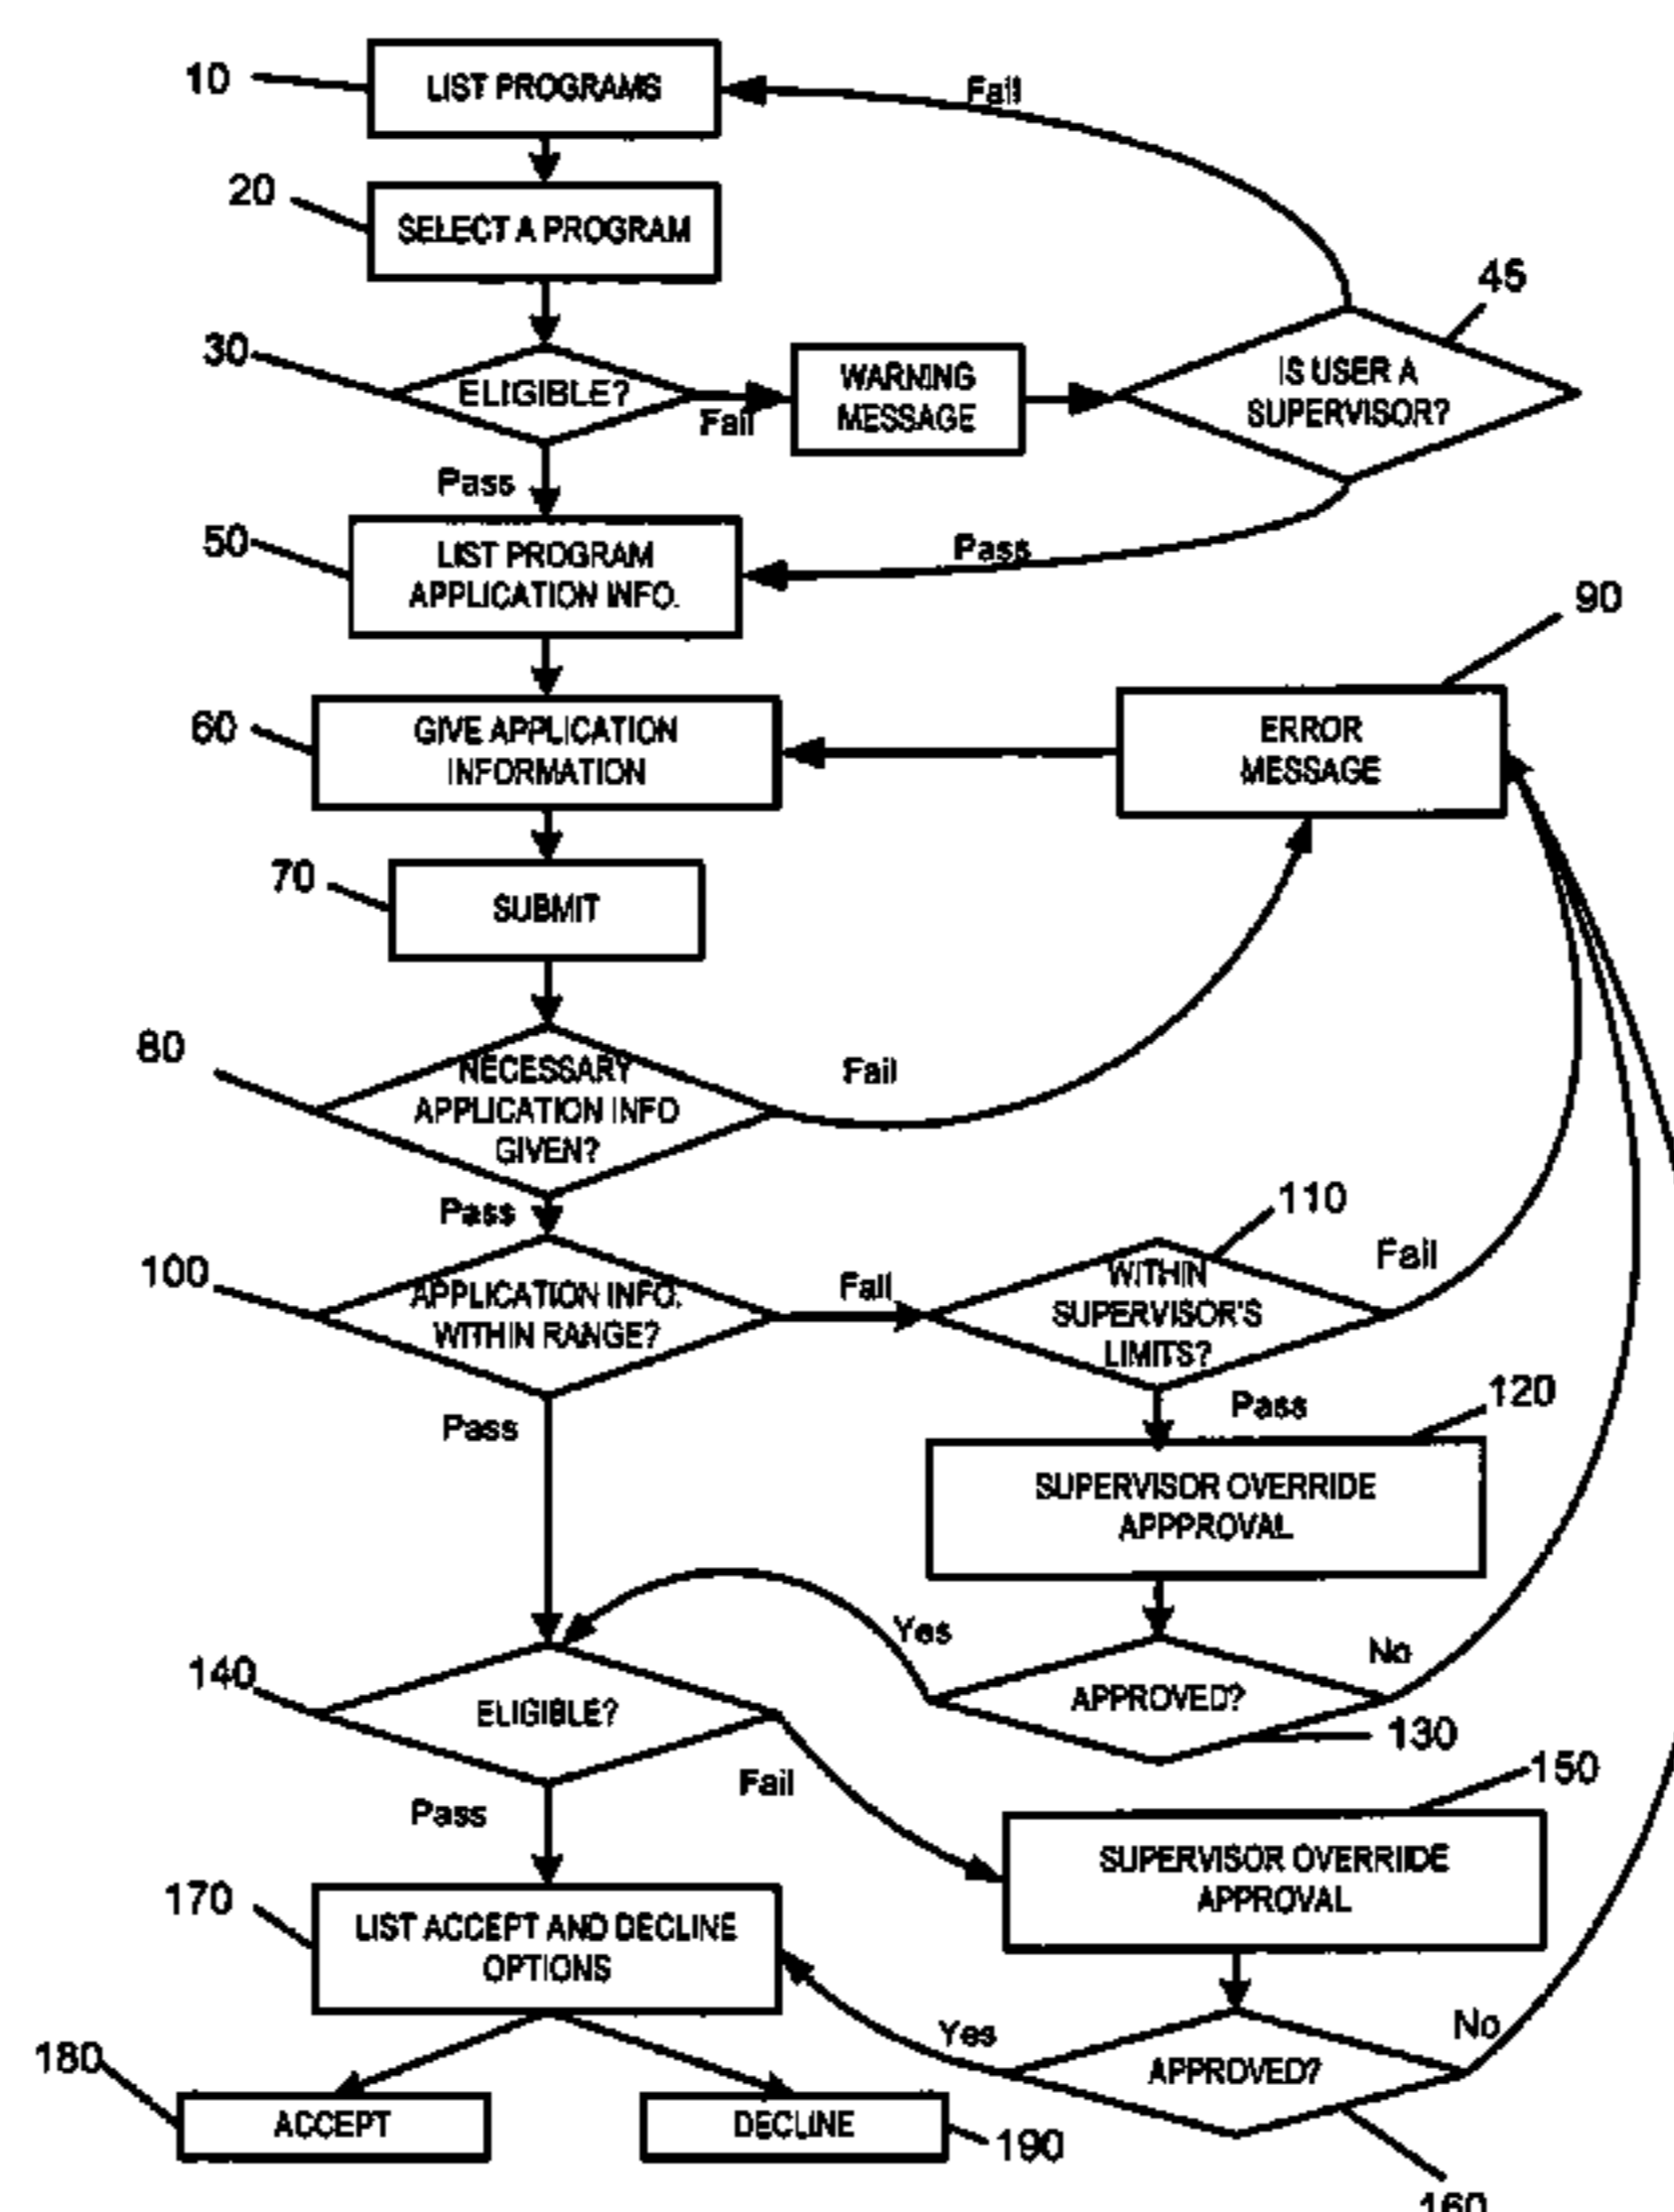 10
LIST PROGRAMS
Fail
20
SELECT A PROGRAM
45
30
ELIGIBLE?
Fail
WARNING
MESSAGE
IS USER A
SUPERVISOR?
Pass
50
LIST PROGRAM
APPLICATION INFO.
Pass
90
60
GIVE APPLICATION
INFORMATION
ERROR
MESSAGE
70
SUBMIT
80
NECESSARY
APPLICATION INFO
GIVEN?
Fail
Pass
110
100
APPLICATION INFO.
WITHIN RANGE?
Fail
WITHIN
SUPERVISOR'S
LIMITS?
Fail
Pass
Pass
120
SUPERVISOR OVERRIDE
APPPROVAL
Yes
No
140
ELIGIBLE?
APPROVED?
130
Fail
150
Pass
SUPERVISOR OVERRIIDE
APPROVAL
170
LIST ACCEPT AND DECLINE
OPTIONS
Yes
No
180
APPROVED?
ACCEPT
DECLINE
190
160